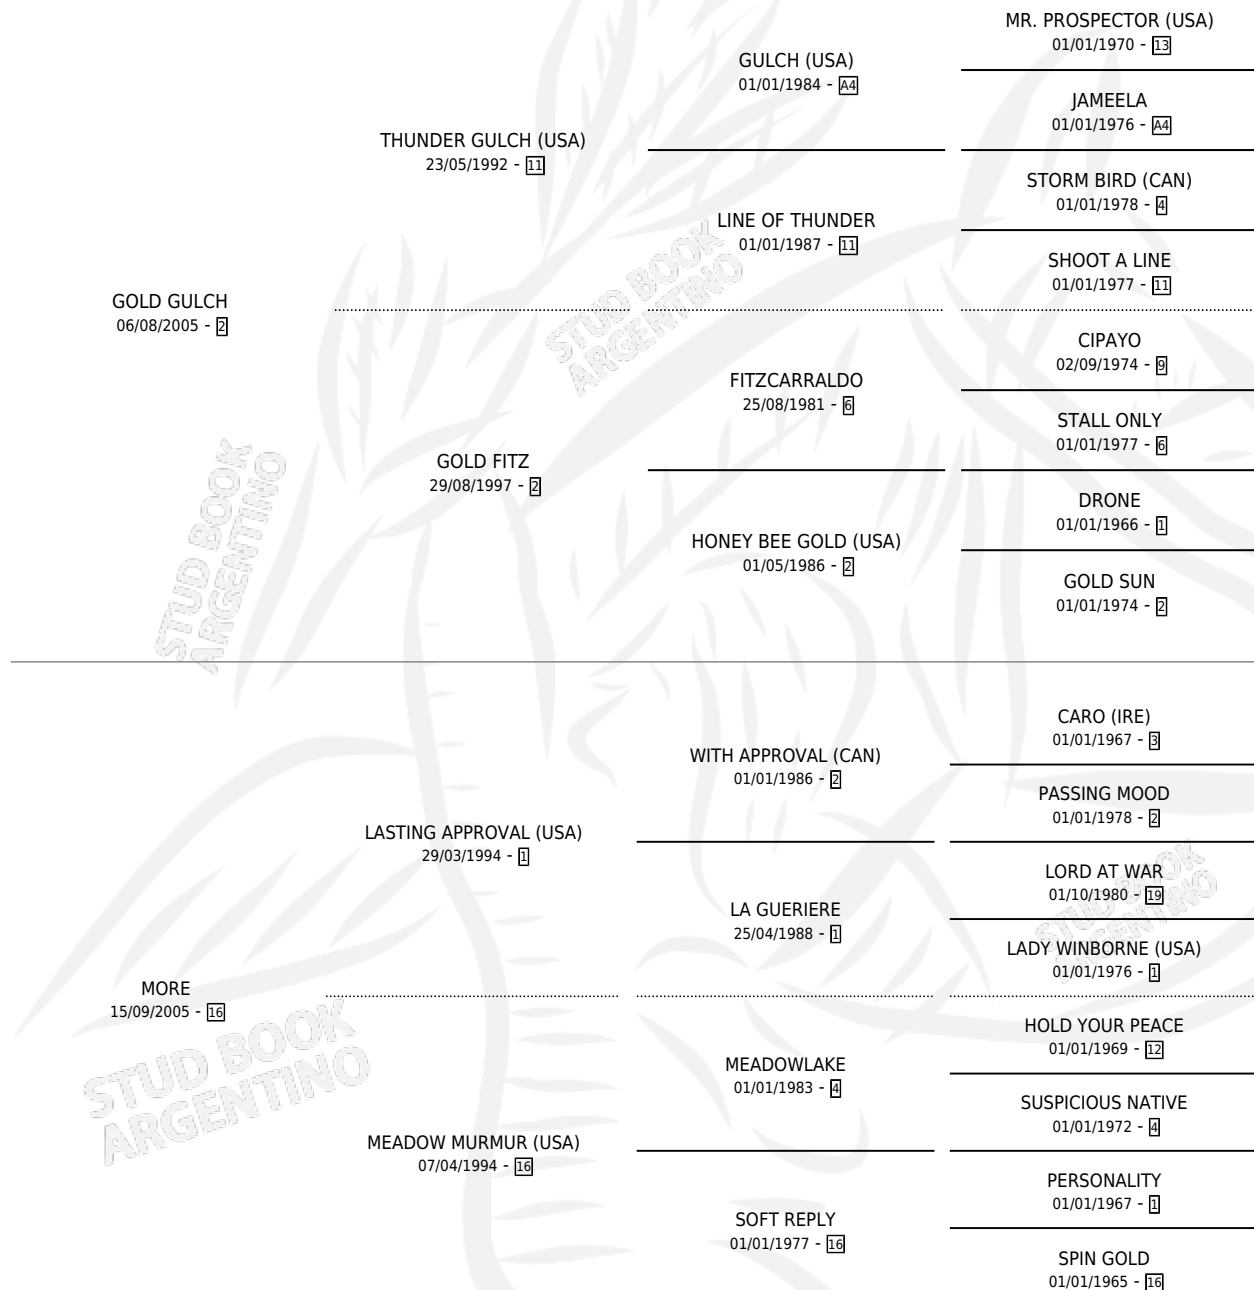 MR. PROSPECTOR (USA)
01/01/1970 - 13
GULCH (USA)
01/01/1984 - A4
JAMEELA
01/01/1976 - A4
THUNDER GULCH (USA)
23/05/1992 - 11
STORM BIRD (CAN)
01/01/1978 - 4
LINE OF THUNDER
01/01/1987 - 11
SHOOT A LINE
01/01/1977 - 11
GOLD GULCH
06/08/2005 - 2
CIPAYO
02/09/1974 - 9
FITZCARRALDO
25/08/1981 - 6
STALL ONLY
01/01/1977 - 6
GOLD FITZ
29/08/1997 - 2
DRONE
01/01/1966 - 1
HONEY BEE GOLD (USA)
01/05/1986 - 2
GOLD SUN
01/01/1974 - 2
CARO (IRE)
01/01/1967 - 3
WITH APPROVAL (CAN)
01/01/1986 - 2
PASSING MOOD
01/01/1978 - 2
LASTING APPROVAL (USA)
29/03/1994 - 1
LORD AT WAR
01/10/1980 - 19
LA GUERIERE
25/04/1988 - 1
LADY WINBORNE (USA)
01/01/1976 - 1
MORE
15/09/2005 - 16
HOLD YOUR PEACE
01/01/1969 - 12
MEADOWLAKE
01/01/1983 - 4
SUSPICIOUS NATIVE
01/01/1972 - 4
MEADOW MURMUR (USA)
07/04/1994 - 16
PERSONALITY
01/01/1967 - 1
SOFT REPLY
01/01/1977 - 16
SPIN GOLD
01/01/1965 - 16
STUD BOOK
ARGENTINO
STUD BOOK
ARGENTINO
STUD BOOK
ARGENTINO
STUD BOOK
ARGENTINO